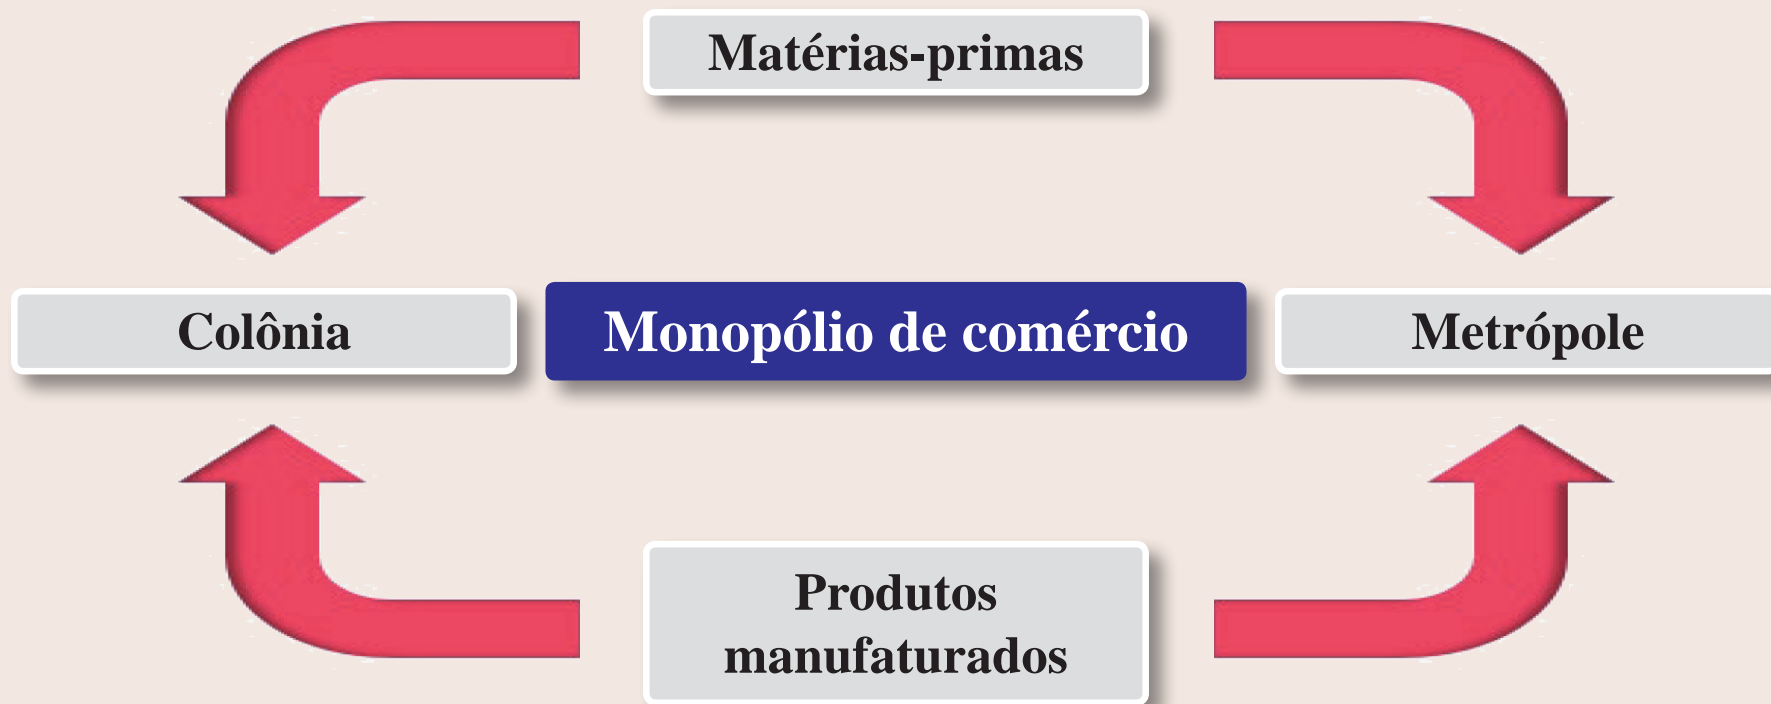 Matérias-primas
Colônia
Monopólio de comércio
Metrópole
Produtos
manufaturados